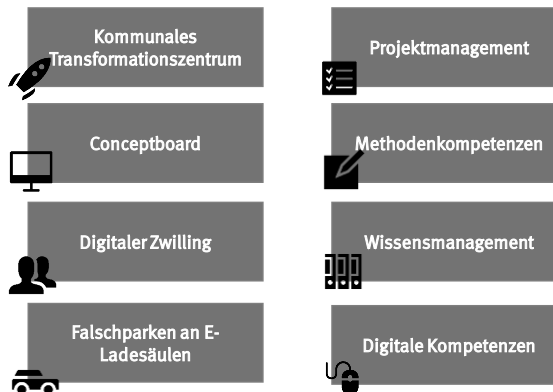 Kommunales
Transformationszentrum
Conceptboard
Digitaler Zwilling
Falschparken an E-
Ladesäulen
Projektmanagement
Methodenkompetenzen
Wissensmanagement
Digitale Kompetenzen